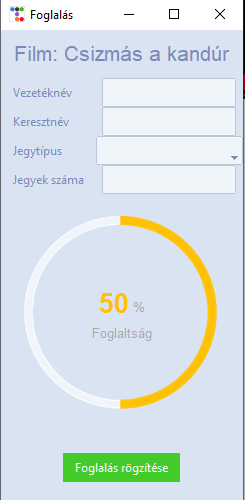 Foglalás
Film: Csizmás a kandúr
Vezetéknév
Keresztnév
Jegytípus
Jegyek száma
50 %
Foglaltság
Foglalás rögzítése